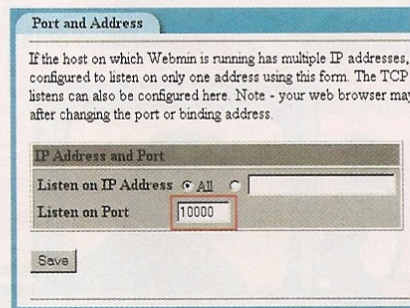 Port and Address
If the host on which Webmin is running has multiple IP addresses,
configured to listen on only one address using this form. The TCP
listens can also be configured here. Note - your web browser may
after changing the port or binding address.
IP Address and Port
Listen on IP Address All
Listen on Port 10000
Save